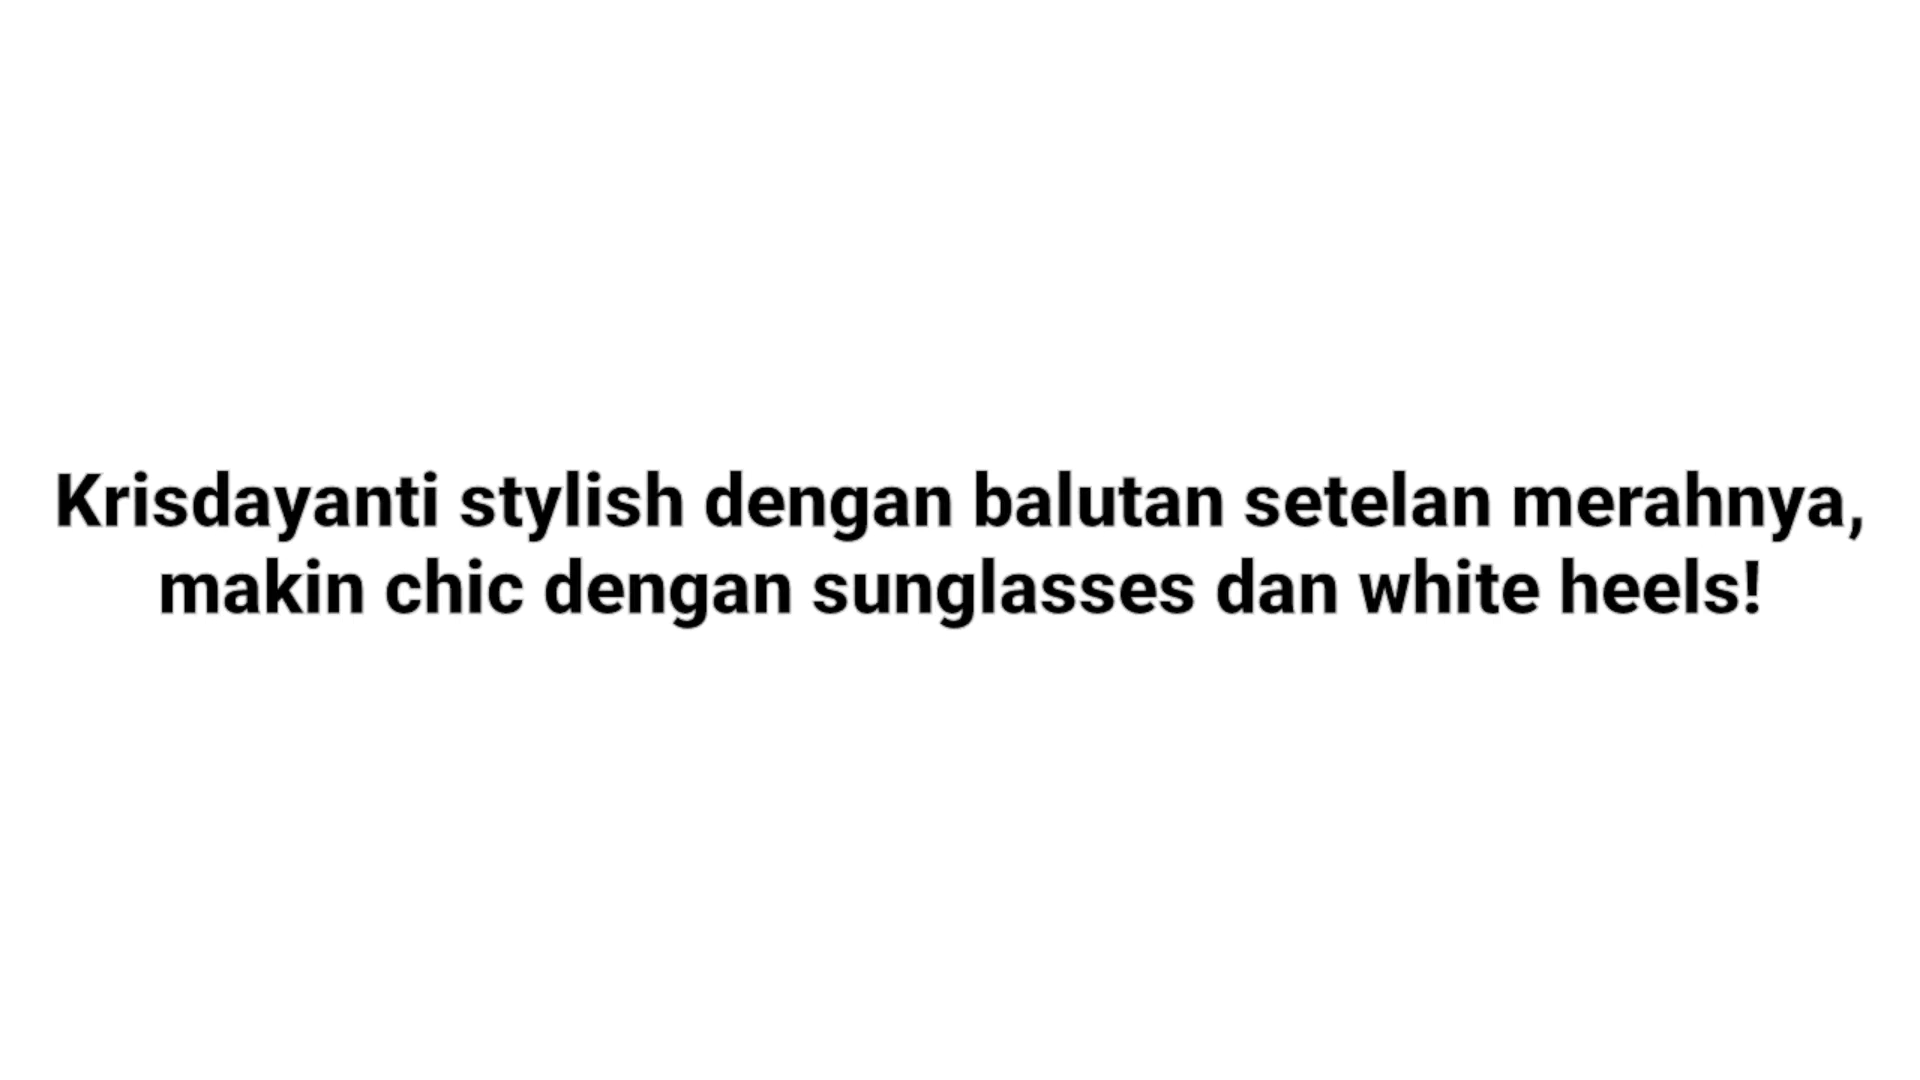 Krisdayanti stylish dengan balutan setelan merahnya,
makin chic dengan sunglasses dan white heels!